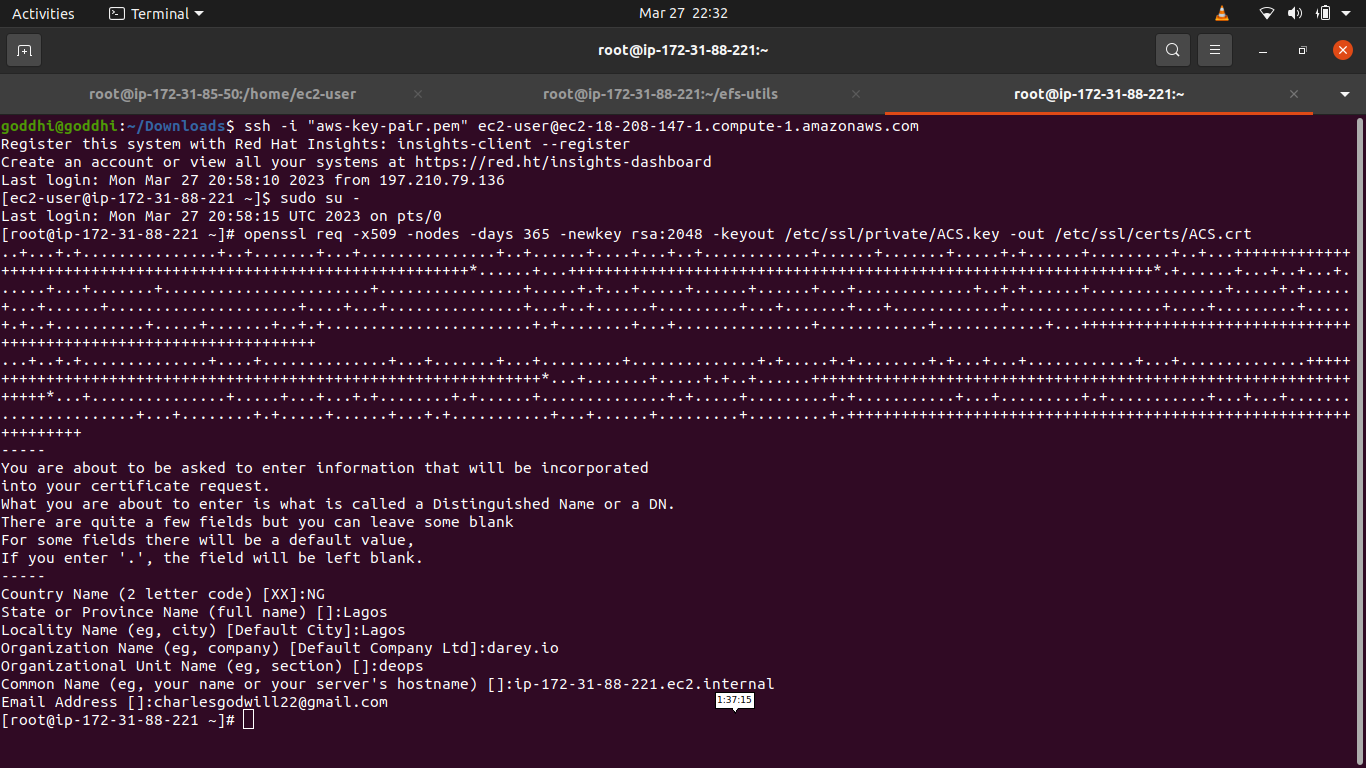 Activities
Terminal
Mar 27 22:32
root@ip-172-31-88-221:~
root@ip-172-31-85-50:/home/ec2-user
root@ip-172-31-88-221:~/efs-utils
root@ip-172-31-88-221:~
goddhi@goddhi:~/Downloads$ ssh -i "aws-key-pair.pem" ec2-user@ec2-18-208-147-1.compute-1.amazonaws.com
Register this system with Red Hat Insights: insights-client --register
Create an account or view all your systems at https://red.ht/insights-dashboard
Last login: Mon Mar 27 20:58:10 2023 from 197.210.79.136
[ec2-user@ip-172-31-88-221 ~]$ sudo su -
Last login: Mon Mar 27 20:58:15 UTC 2023 on pts/0
[root@ip-172-31-88-221 ~]# openssl req -x509 -nodes -days 365 -newkey rsa:2048 -keyout /etc/ssl/private/ACS.key -out /etc/ssl/certs/ACS.crt
-----
You are about to be asked to enter information that will be incorporated
into your certificate request.
What you are about to enter is what is called a Distinguished Name or a DN.
There are quite a few fields but you can leave some blank
For some fields there will be a default value,
If you enter '.', the field will be left blank.
-----
Country Name (2 letter code) [XX]:NG
State or Province Name (full name) []:Lagos
Locality Name (eg, city) [Default City]:Lagos
Organization Name (eg, company) [Default Company Ltd]:darey.io
Organizational Unit Name (eg, section) []:deops
Common Name (eg, your name or your server's hostname) []:ip-172-31-88-221.ec2.internal
Email Address []:charlesgodwill22@gmail.com
1:37:15
[root@ip-172-31-88-221 ~]#